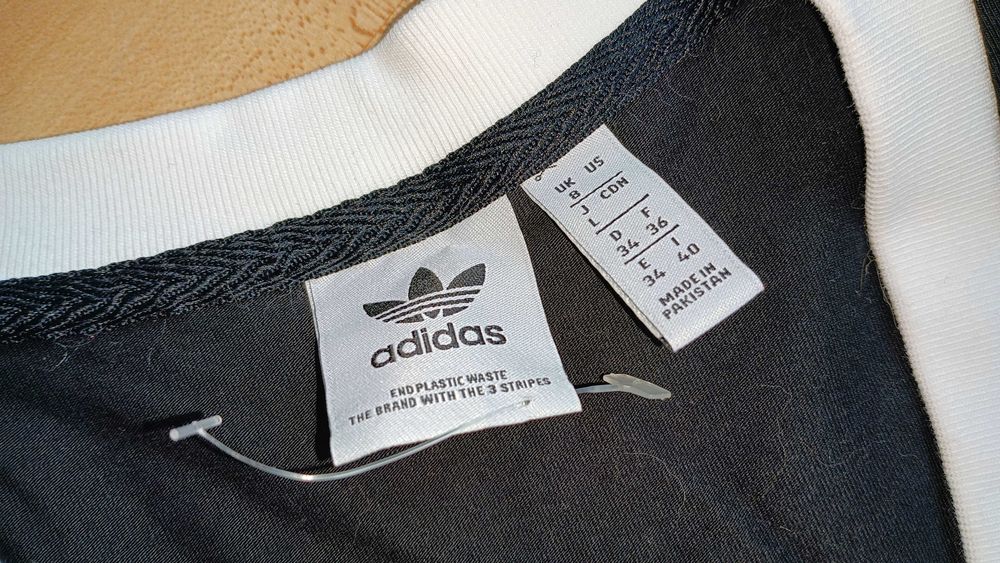 adidas
END PLASTIC WASTE
THE BRAND WITH THE 3 STRIPES
UK US
8
J CDN
L
D F
34 36
E I
34 40
MADE IN
PAKISTAN